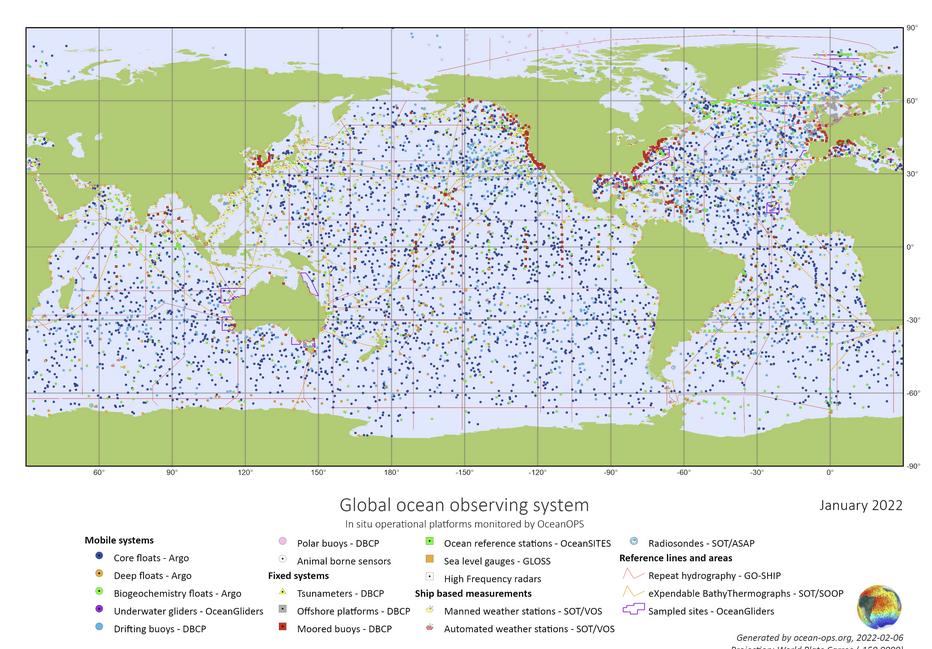 90°
60°
30°
0°
-30°
-60°
-90°
60° 90° 120° 150° 180° -150° -120° -90° -60° -30° 0°
Global ocean observing system
January 2022
In situ operational platforms monitored by OceanOPS
Mobile systems
Core floats - Argo
Deep floats - Argo
Biogeochemistry floats - Argo
Underwater gliders - OceanGliders
Drifting buoys - DBCP
Polar buoys - DBCP
Animal borne sensors
Fixed systems
Tsunameters - DBCP
Offshore platforms - DBCP
Moored buoys - DBCP
Ocean reference stations - OceanSITES
Sea level gauges - GLOSS
High Frequency radars
Ship based measurements
Manned weather stations - SOT/VOS
Automated weather stations - SOT/VOS
Radiosondes - SOT/ASAP
Reference lines and areas
Repeat hydrography - GO-SHIP
eXpendable BathyThermographs - SOT/SOOP
Sampled sites - OceanGliders
Generated by ocean-ops.org, 2022-02-06
Projection: World Plate Carree (-150.0000)